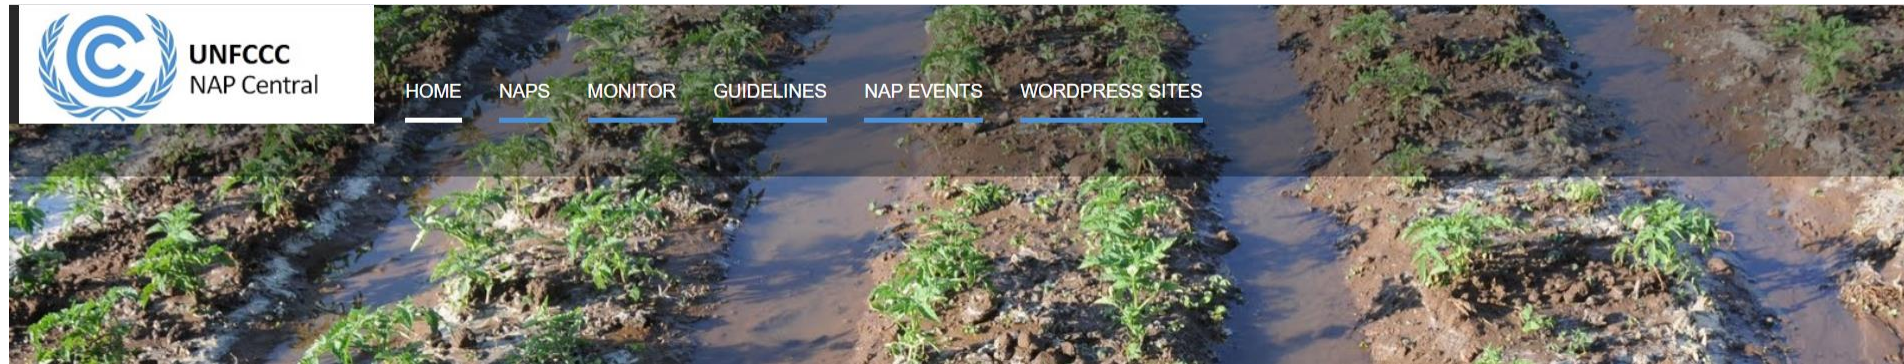 UNFCCC
NAP Central
HOME NAPS MONITOR GUIDELINES NAP EVENTS WORDPRESS SITES